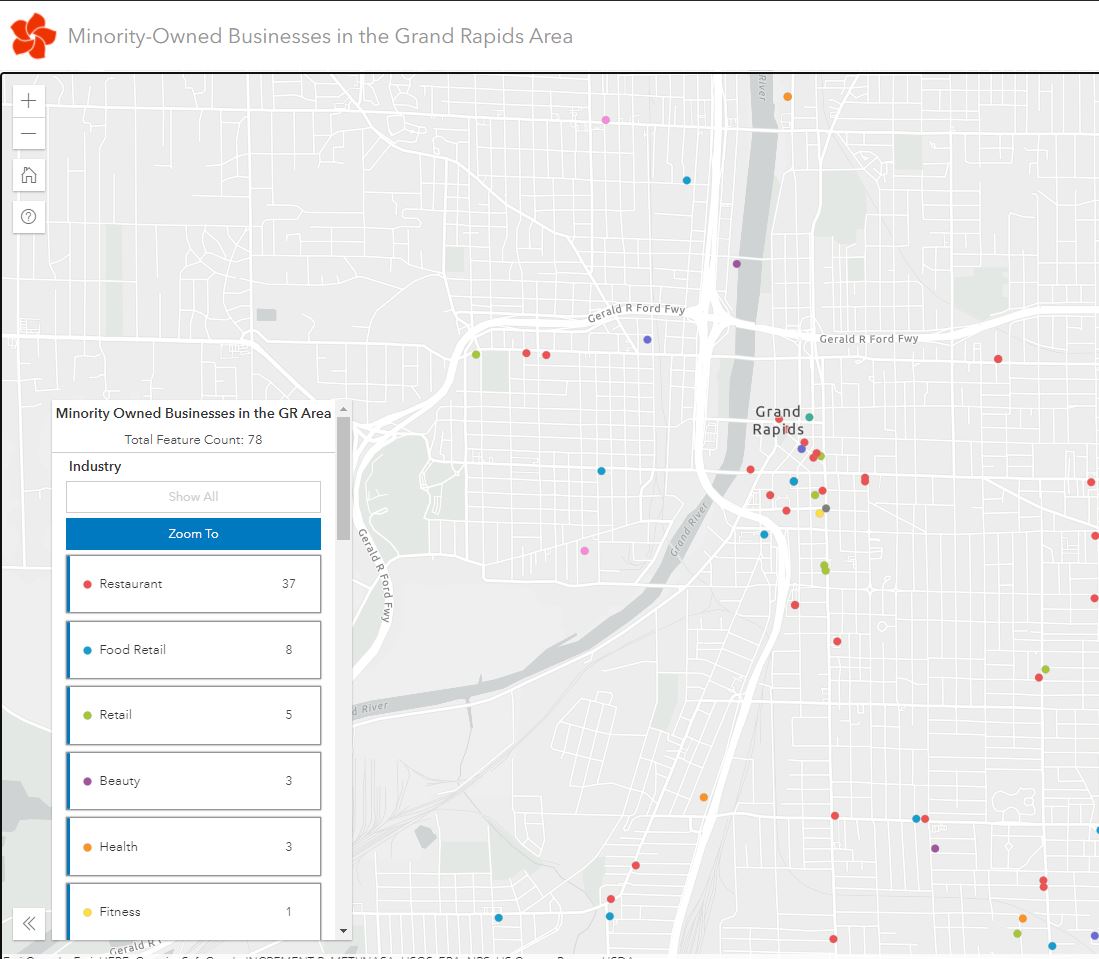 Minority-Owned Businesses in the Grand Rapids Area
River
Gerald R Ford Fwy
Gerald R Ford Fwy
Grand
Rapids
Minority Owned Businesses in the GR Area
Total Feature Count: 78
Industry
Show All
Zoom To
Restaurant 37
Food Retail 8
Retail 5
Beauty 3
Health 3
Fitness 1
Grand River
Gerald R Ford Fwy
River
Gerald R